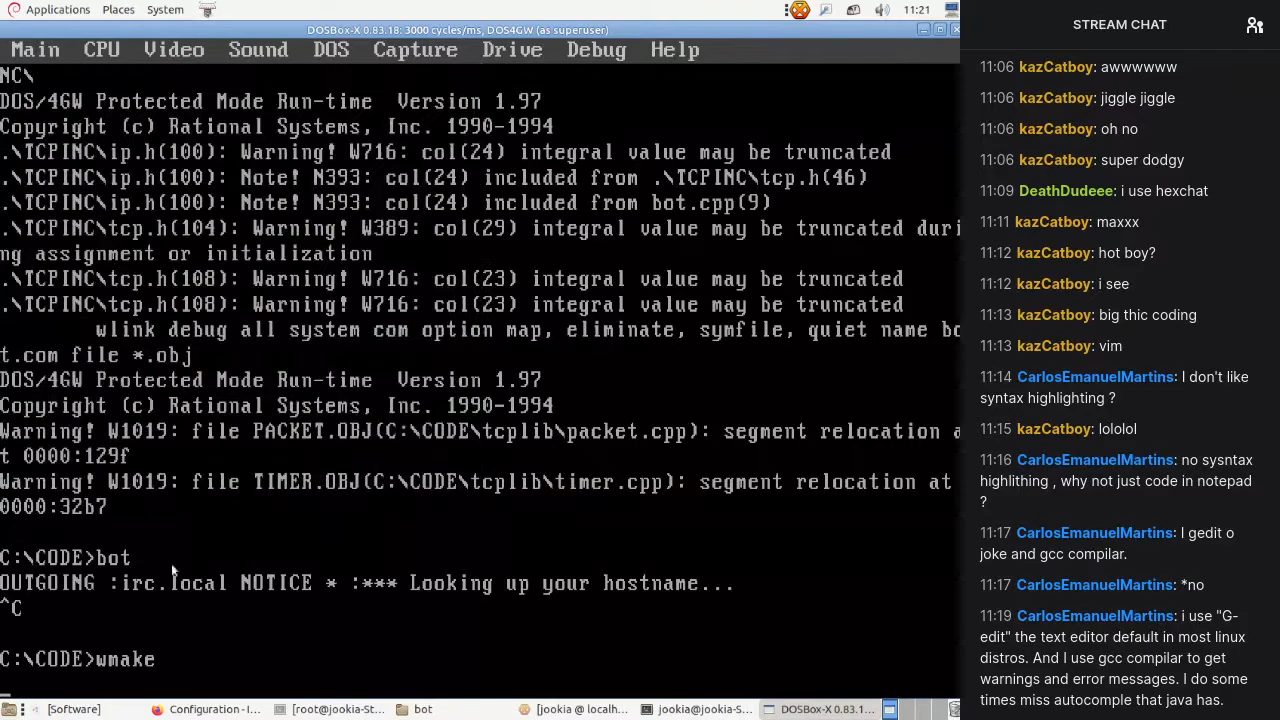 Applications Places System 11:21
DOSBox-X 0.83.18: 3000 cycles/ms, DOS4GW (as superuser)
Main CPU Video Sound DOS Capture Drive Debug Help
NC\
DOS/4GW Protected Mode Run-time Version 1.97
Copyright (c) Rational Systems, Inc. 1990-1994
.\TCPINC\ip.h(100): Warning! W716: col(24) integral value may be truncated
.\TCPINC\ip.h(100): Note! N393: col(24) included from .\TCPINC\tcp.h(46)
.\TCPINC\ip.h(100): Note! N393: col(24) included from bot.cpp(9)
.\TCPINC\tcp.h(104): Warning! W389: col(29) integral value may be truncated duri
ng assignment or initialization
.\TCPINC\tcp.h(108): Warning! W716: col(23) integral value may be truncated
.\TCPINC\tcp.h(108): Warning! W716: col(23) integral value may be truncated
wlink debug all system com option map, eliminate, symfile, quiet name bo
t.com file *.obj
DOS/4GW Protected Mode Run-time Version 1.97
Copyright (c) Rational Systems, Inc. 1990-1994
Warning! W1019: file PACKET.OBJ(C:\CODE\tcplib\packet.cpp): segment relocation a
t 0000:129f
Warning! W1019: file TIMER.OBJ(C:\CODE\tcplib\timer.cpp): segment relocation at
0000:32b7
C:\CODE>bot
OUTGOING :irc.local NOTICE * :*** Looking up your hostname...
^C
C:\CODE>wmake
[Software] Configuration - I... [root@jookia-St... bot [jookia @ localh... jookia@jookia-S... DOSBox-X 0.83.1...
STREAM CHAT
11:06 kazCatboy: awwwwww
11:06 kazCatboy: jiggle jiggle
11:06 kazCatboy: oh no
11:06 kazCatboy: super dodgy
11:09 DeathDudeee: i use hexchat
11:11 kazCatboy: maxxx
11:12 kazCatboy: hot boy?
11:12 kazCatboy: i see
11:13 kazCatboy: big thic coding
11:13 kazCatboy: vim
11:14 CarlosEmanuelMartins: I don't like
syntax highlighting ?
11:15 kazCatboy: lololol
11:16 CarlosEmanuelMartins: no sysntax
highlithing , why not just code in notepad
?
11:17 CarlosEmanuelMartins: I gedit o
joke and gcc compilar.
11:17 CarlosEmanuelMartins: *no
11:19 CarlosEmanuelMartins: i use "G-
edit" the text editor default in most linux
distros. And I use gcc compilar to get
warnings and error messages. I do some
times miss autocomple that java has.